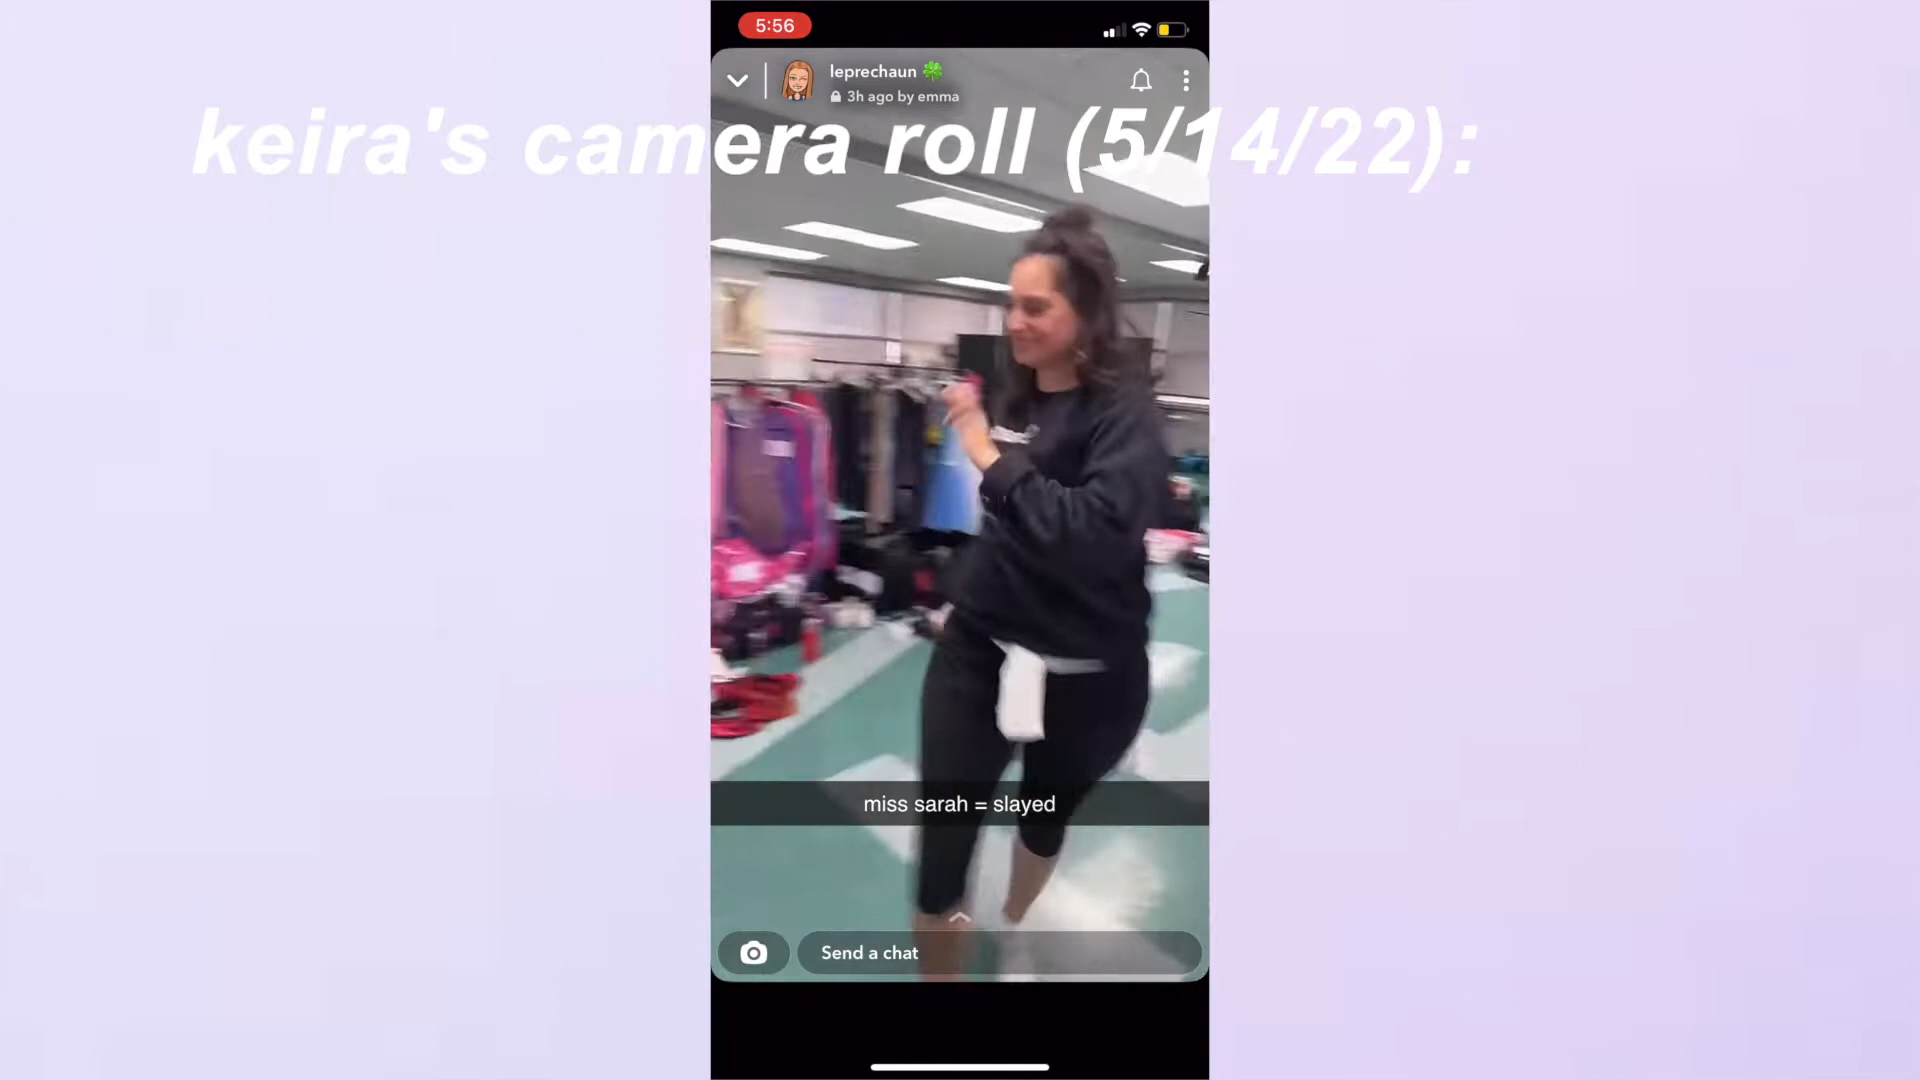 5:56
leprechaun 🍀
3h ago by emma
keira's camera roll (5/14/22):
miss sarah = slayed
Send a chat